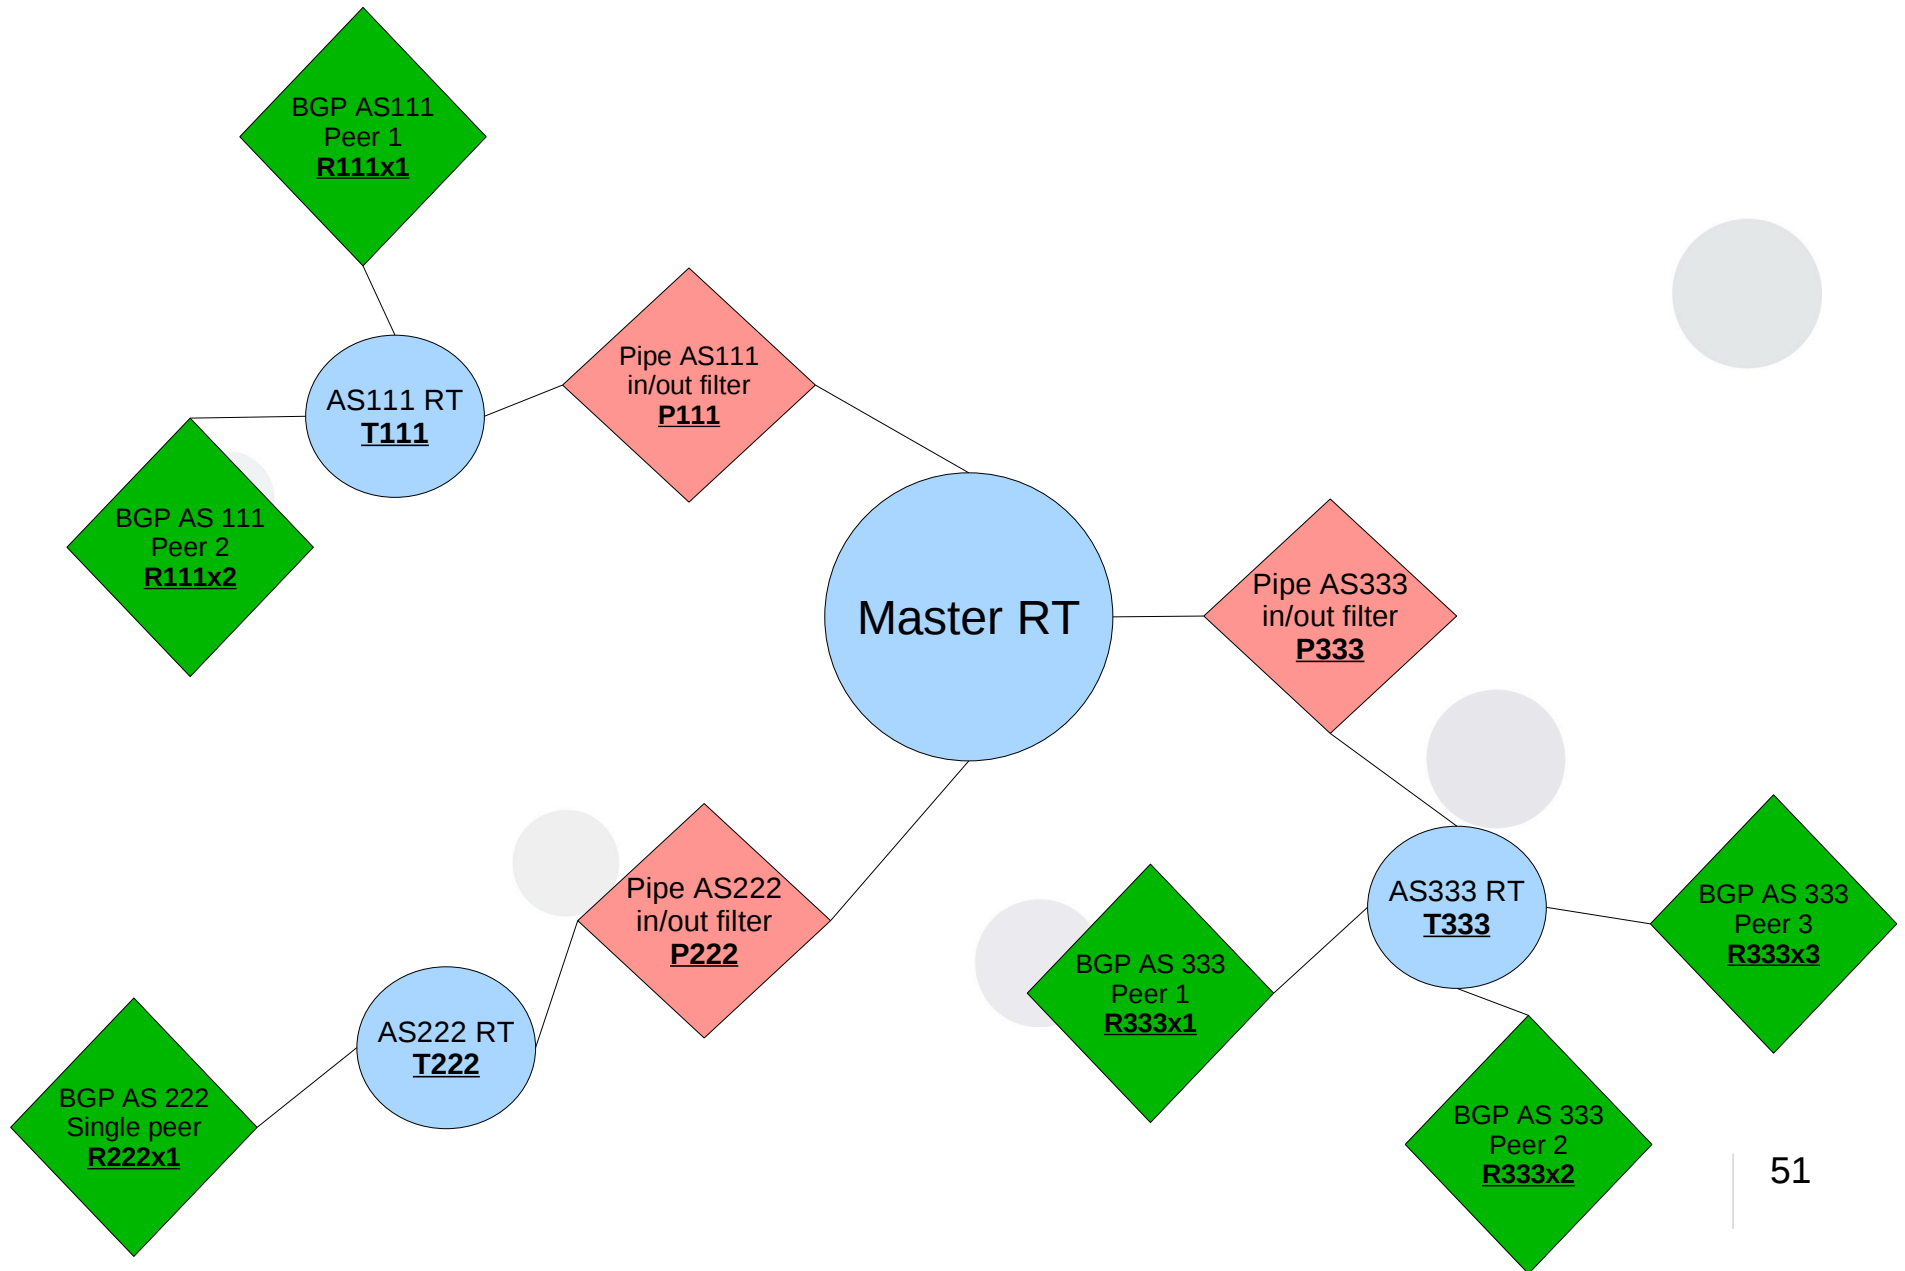 BGP AS111
Peer 1
R111x1
Pipe AS111
in/out filter
P111
AS111 RT
T111
BGP AS 111
Peer 2
R111x2
Master RT
Pipe AS333
in/out filter
P333
Pipe AS222
in/out filter
P222
AS333 RT
T333
BGP AS 333
Peer 3
R333x3
BGP AS 333
Peer 1
R333x1
AS222 RT
T222
BGP AS 222
Single peer
R222x1
BGP AS 333
Peer 2
R333x2
51